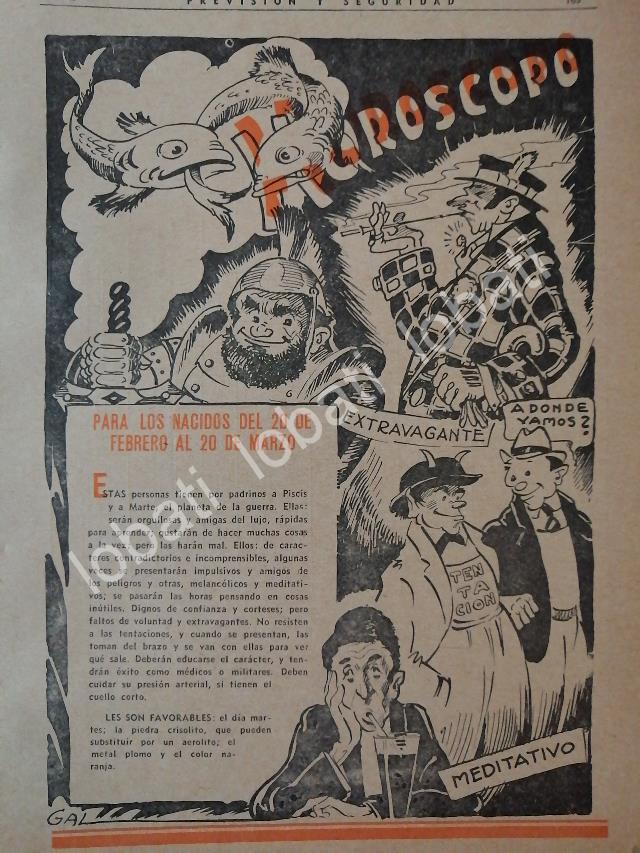 PREVISION Y SEGURIDAD
HOROSCOPO
EXTRAVAGANTE
A DONDE
VAMOS?
PARA LOS NACIDOS DEL 20 DE
FEBRERO AL 20 DE MARZO
ESTAS personas tienen por padrinos a Piscis
y a Marte, el planeta de la guerra. Ellas:
serán orgullosas y amigas del lujo, rápidas
para aprender; gustarán de hacer muchas cosas
a la vez, pero las harán mal. Ellos: de carac-
teres contradictorios e incomprensibles, algunas
veces se presentarán impulsivos y amigos de
los peligros y otras, melancólicos y meditati-
vos; se pasarán las horas pensando en cosas
inútiles. Dignos de confianza y corteses; pero
faltos de voluntad y extravagantes. No resisten
a las tentaciones, y cuando se presentan, las
toman del brazo y se van con ellas para ver
qué sale. Deberán educarse el carácter, y ten-
drán éxito como médicos o militares. Deben
cuidar su presión arterial, si tienen el
cuello corto.
LES SON FAVORABLES: el día mar-
tes; la piedra crisolito, que pueden
substituir por un aerolito; el
metal plomo y el color na-
ranja.
TEN
TA
CION
MEDITATIVO
GAL
lobati lobati lobati